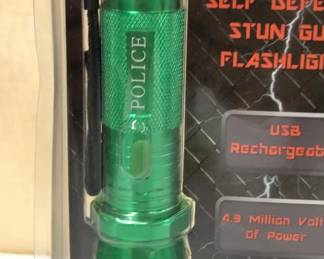 SELF DEFE
STUN GU
FLASHLIGH
POLICE
USB
Rechargeab
4.9 Million Volt
Of Power